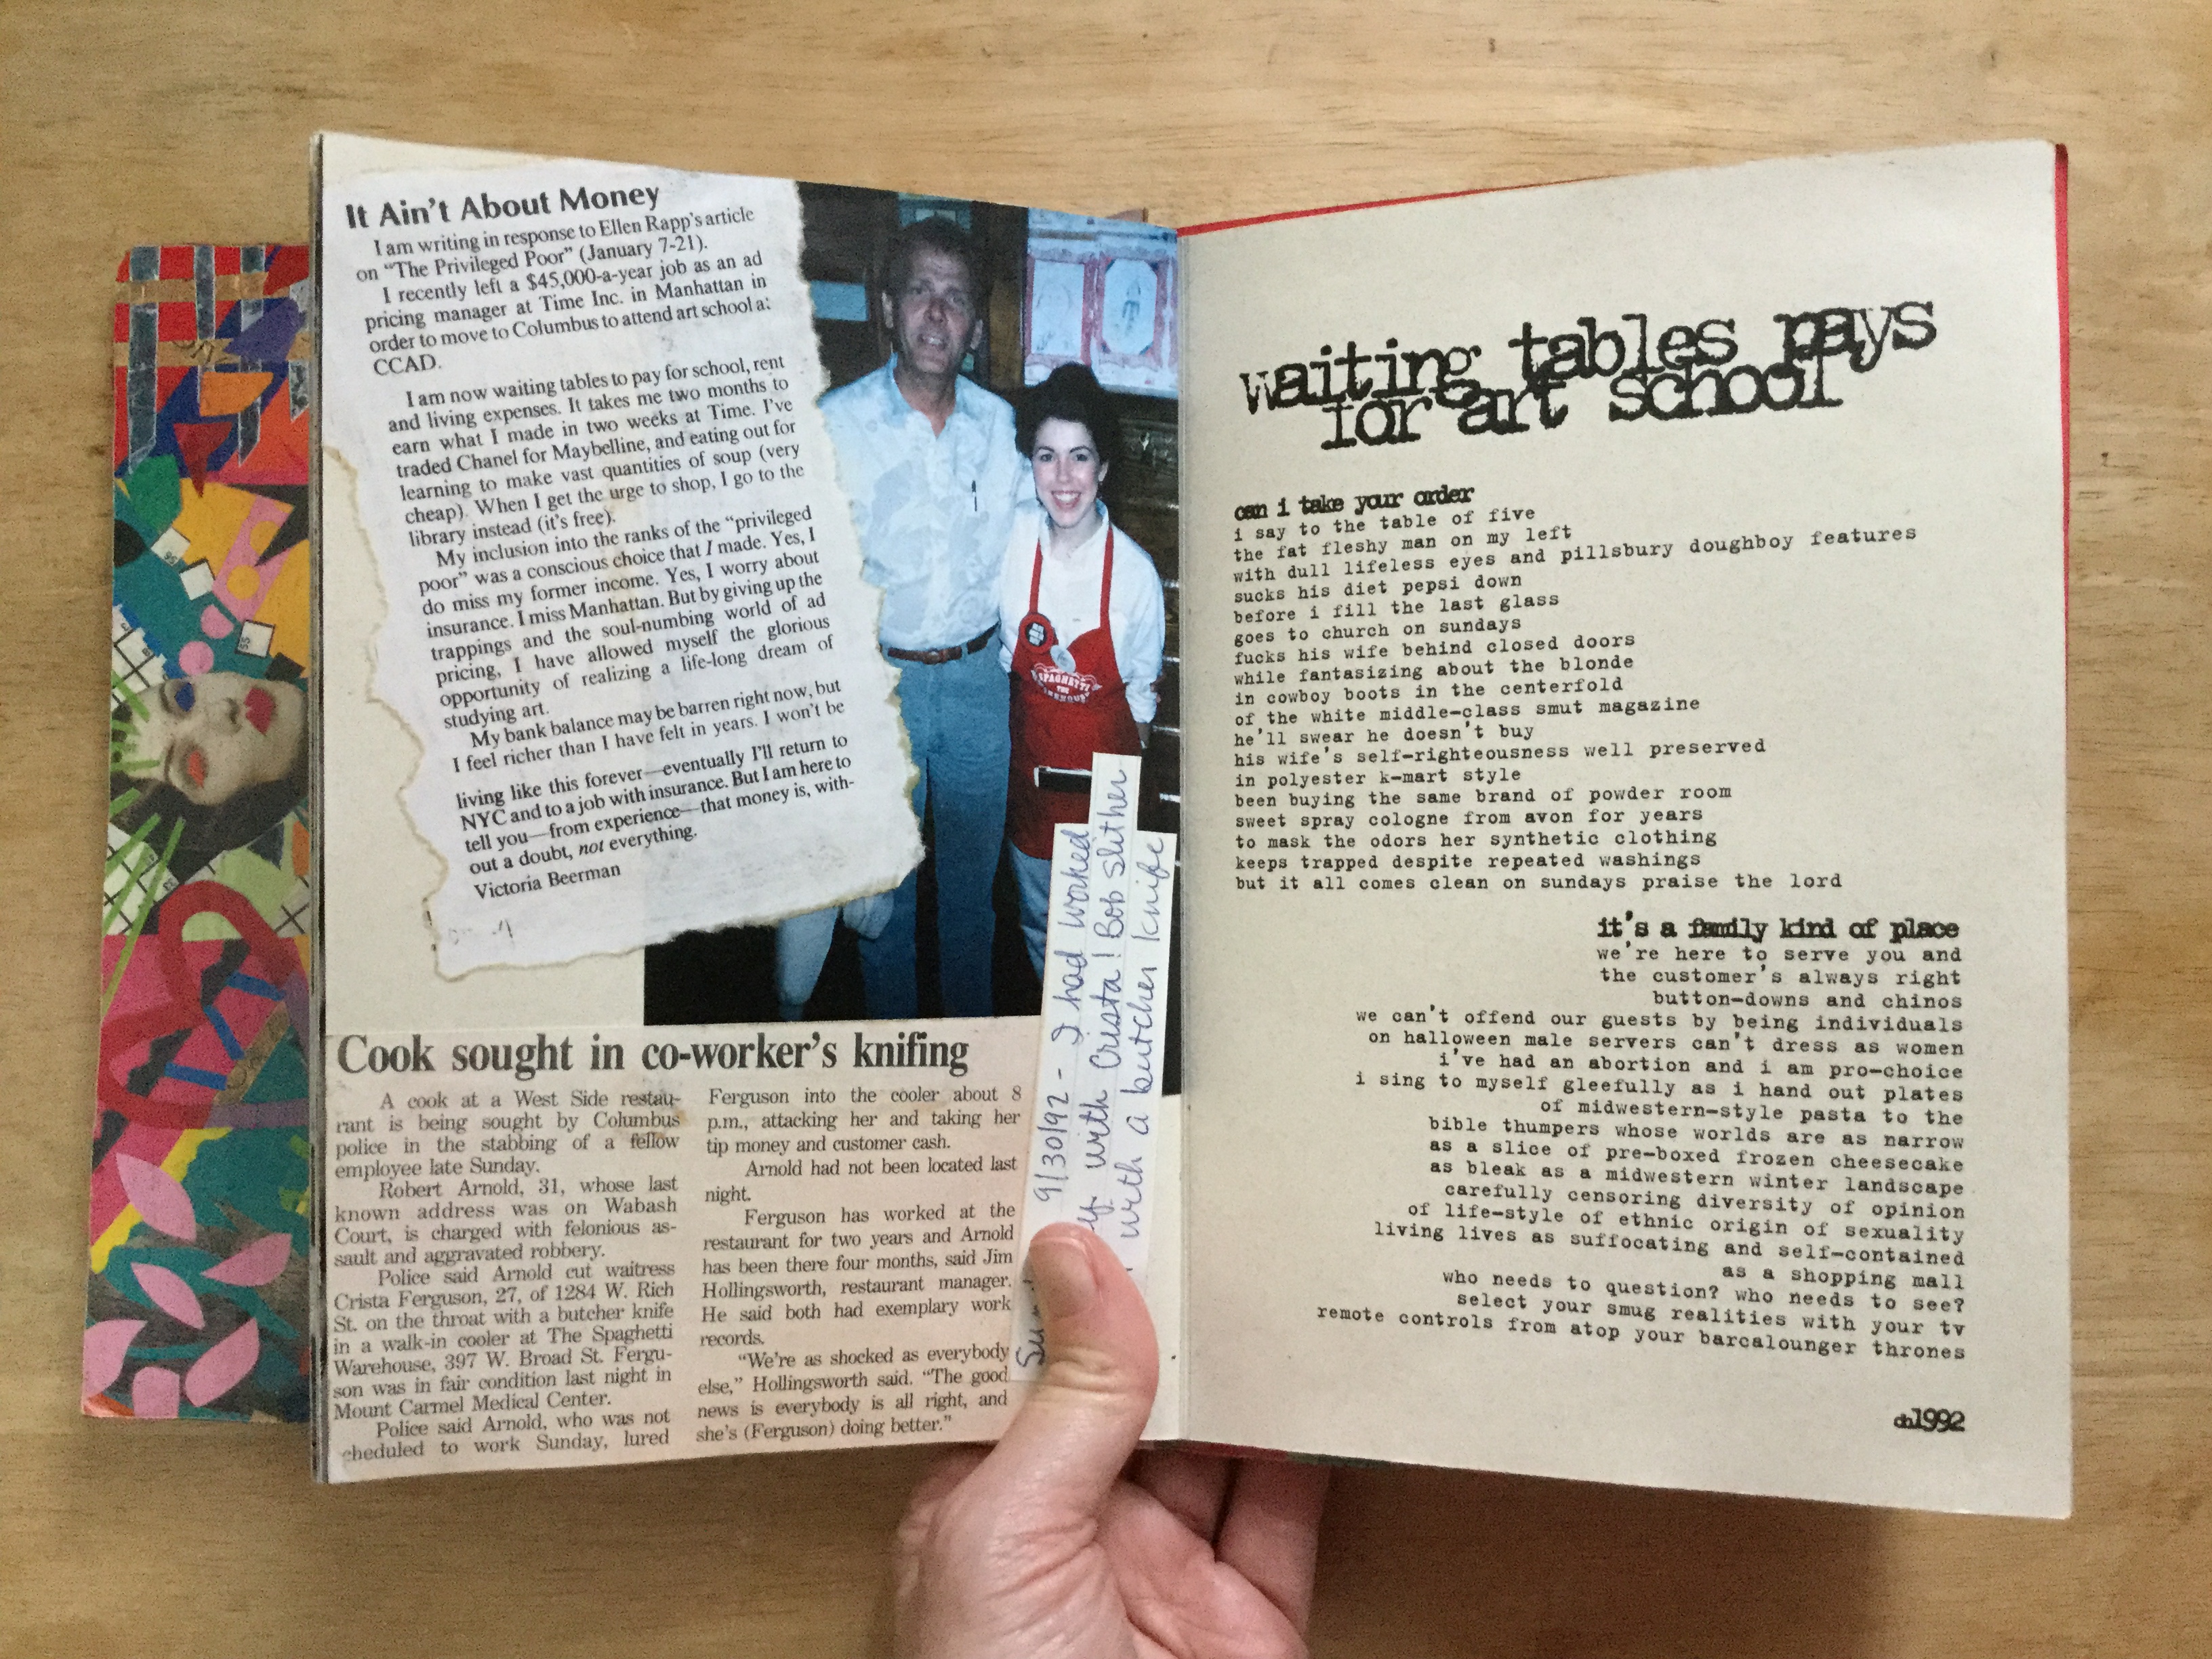 It Ain't About Money
I am writing in response to Ellen Rapp's article
on "The Privileged Poor" (January 7-21).
I recently left a $45,000-a-year job as an ad
pricing manager at Time Inc. in Manhattan in
order to move to Columbus to attend art school a:
CCAD.
I am now waiting tables to pay for school, rent
and living expenses. It takes me two months to
earn what I made in two weeks at Time. I've
traded Chanel for Maybelline, and eating out for
learning to make vast quantities of soup (very
cheap). When I get the urge to shop, I go to the
library instead (it's free).
My inclusion into the ranks of the "privileged
poor" was a conscious choice that I made. Yes, I
do miss my former income. Yes, I worry about
insurance. I miss Manhattan. But by giving up the
trappings and the soul-numbing world of ad
pricing, I have allowed myself the glorious
opportunity of realizing a life-long dream of
studying art.
My bank balance may be barren right now, but
I feel richer than I have felt in years. I won't be
living like this forever—eventually I'll return to
NYC and to a job with insurance. But I am here to
tell you—from experience—that money is, with-
out a doubt, not everything.
Victoria Beerman
SPAGHETTI
THE
Cook sought in co-worker's knifing
A cook at a West Side restau-
rant is being sought by Columbus
police in the stabbing of a fellow
employee late Sunday.
Robert Arnold, 31, whose last
known address was on Wabash
Court, is charged with felonious as-
sault and aggravated robbery.
Police said Arnold cut waitress
Crista Ferguson, 27, of 1284 W. Rich
St. on the throat with a butcher knife
in a walk-in cooler at The Spaghetti
Warehouse, 397 W. Broad St. Fergu-
son was in fair condition last night in
Mount Carmel Medical Center.
Police said Arnold, who was not
cheduled to work Sunday, lured
Ferguson into the cooler about 8
p.m., attacking her and taking her
tip money and customer cash.
Arnold had not been located last
night.
Ferguson has worked at the
restaurant for two years and Arnold
has been there four months, said Jim
Hollingsworth, restaurant manager.
He said both had exemplary work
records.
"We're as shocked as everybody
else," Hollingsworth said. "The good
news is everybody is all right, and
she's (Ferguson) doing better."
9/30/92 - I had worked
with Crista! Bob slither
with a butcher knife
waiting tables pays
for art school
can i take your order
i say to the table of five
the fat fleshy man on my left
with dull lifeless eyes and pillsbury doughboy features
sucks his diet pepsi down
before i fill the last glass
goes to church on sundays
fucks his wife behind closed doors
while fantasizing about the blonde
in cowboy boots in the centerfold
of the white middle-class smut magazine
he'll swear he doesn't buy
his wife's self-righteousness well preserved
in polyester k-mart style
been buying the same brand of powder room
sweet spray cologne from avon for years
to mask the odors her synthetic clothing
keeps trapped despite repeated washings
but it all comes clean on sundays praise the lord
it's a family kind of place
we're here to serve you and
the customer's always right
button-downs and chinos
we can't offend our guests by being individuals
on halloween male servers can't dress as women
i've had an abortion and i am pro-choice
i sing to myself gleefully as i hand out plates
of midwestern-style pasta to the
bible thumpers whose worlds are as narrow
as a slice of pre-boxed frozen cheesecake
as bleak as a midwestern winter landscape
carefully censoring diversity of opinion
of life-style of ethnic origin of sexuality
living lives as suffocating and self-contained
as a shopping mall
who needs to question? who needs to see?
select your smug realities with your tv
remote controls from atop your barcalounger thrones
1992